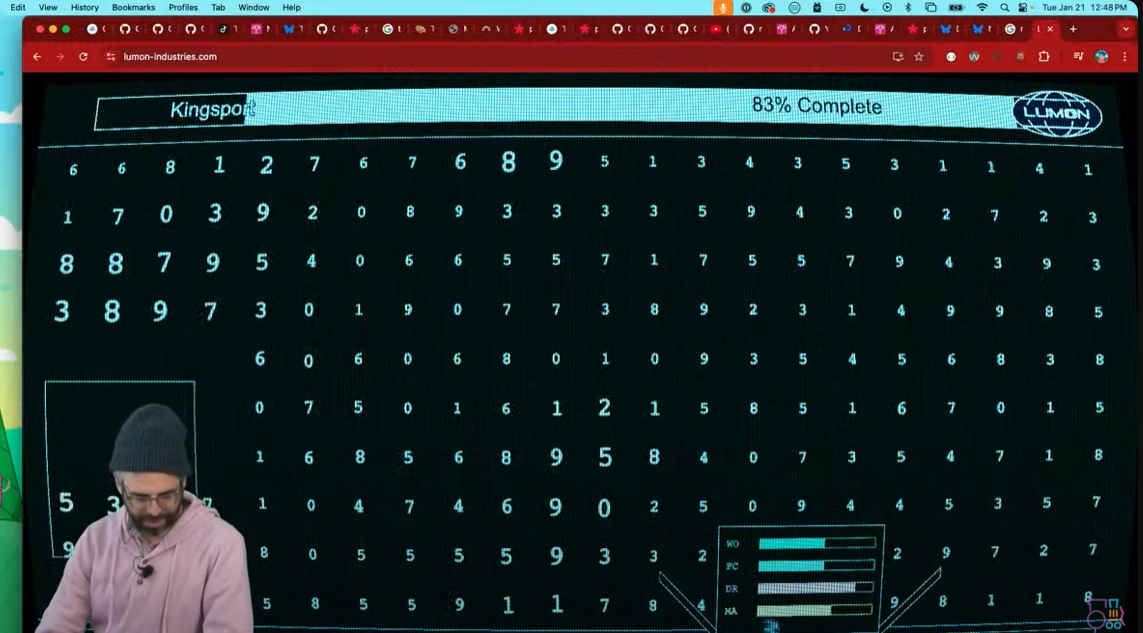 Edit View History Bookmarks Profiles Tab Window Help Tue Jan 21 12:48 PM
lumon-industries.com
Kingsport 83% Complete LUMON
6 6 8 1 2 7 6 7 6 8 9 5 1 3 4 3 5 3 1 1 4 1
1 7 0 3 9 2 0 8 9 3 3 3 3 5 9 4 3 0 2 7 2 3
8 8 7 9 5 4 0 6 6 5 5 7 1 7 5 5 7 9 4 3 9 3
3 8 9 7 3 0 1 9 0 7 7 3 8 9 2 3 1 4 9 9 8 5
6 0 6 0 6 8 0 1 0 9 3 5 4 5 6 8 3 8
0 7 5 0 1 6 1 2 1 5 8 5 1 6 7 0 1 5
1 6 8 5 6 8 9 5 8 4 0 7 3 5 4 7 1 8
5 3 7 1 0 4 7 4 6 9 0 2 5 0 9 4 4 5 3 5 7
9 8 0 5 5 5 5 9 3 3 2 2 9 7 2 7
5 8 5 5 9 1 1 7 8 4 9 8 1 1 8
WO
FC
DR
MA